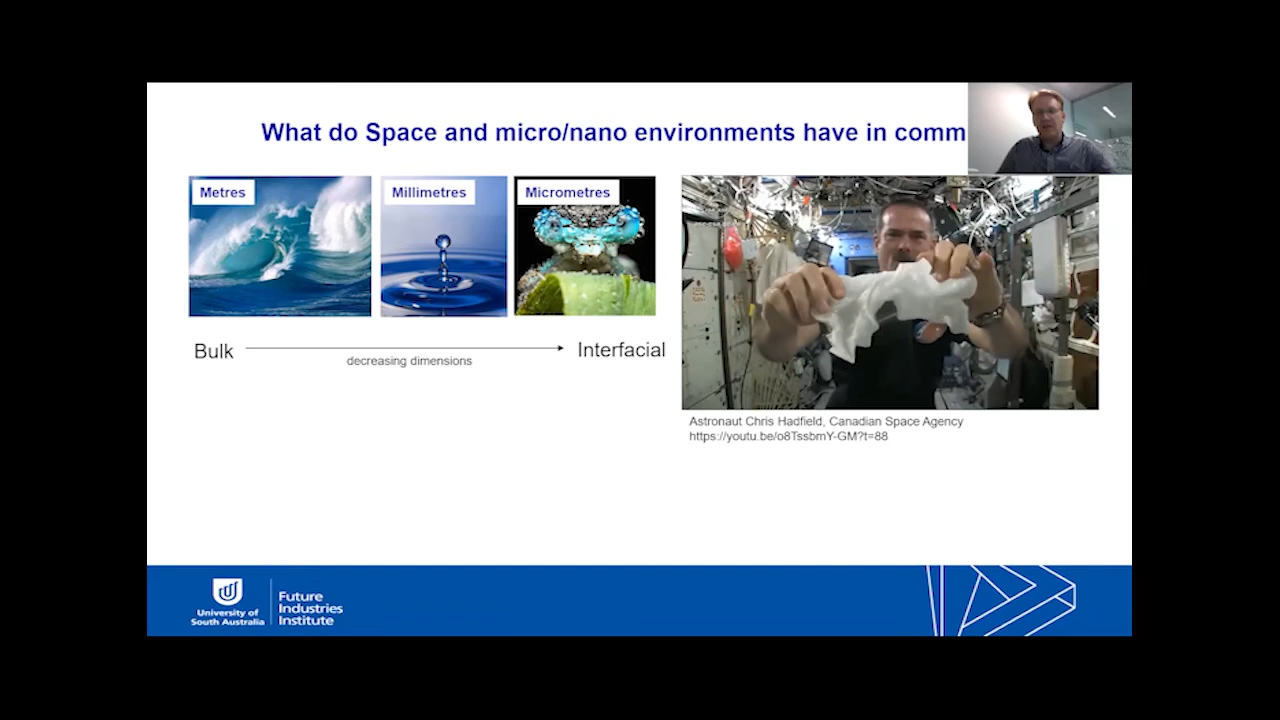 What do Space and micro/nano environments have in comm
Metres
Millimetres
Micrometres
Bulk
decreasing dimensions
Interfacial
Astronaut Chris Hadfield, Canadian Space Agency
https://youtu.be/o8TssbmY-GM?t=88
University of
South Australia
Future
Industries
Institute